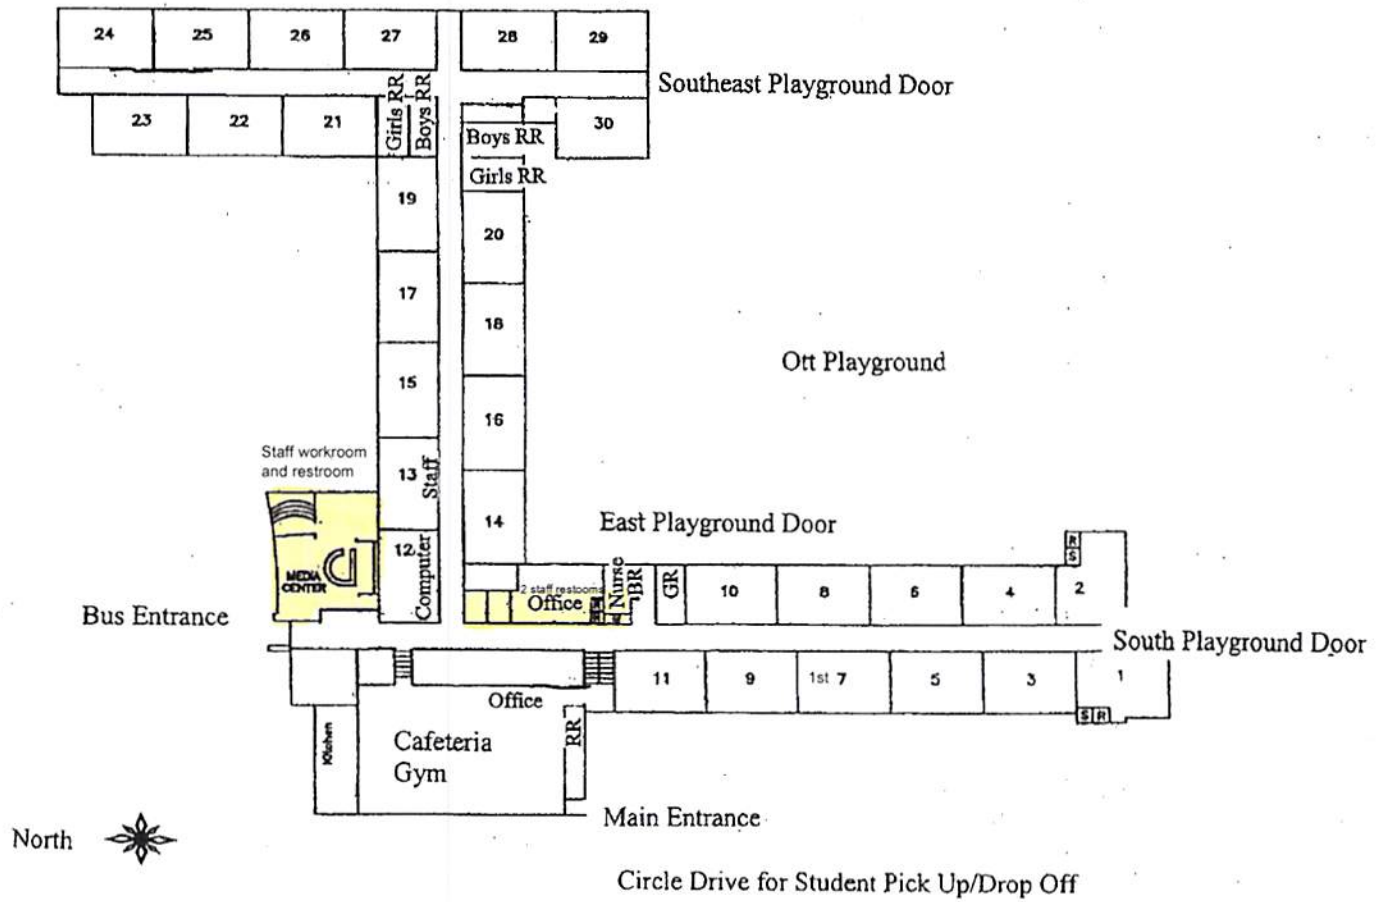 24 25 26 27 28 29
Southeast Playground Door
23 22 21 Girls RR Boys RR Boys RR 30
Girls RR
19
20
17
18
Ott Playground
15
16
Staff workroom
and restroom
13 Staff
14
East Playground Door
12 Computer
MEDIA
CENTER
2 staff restooms
Office
Nurse
BR
GR
10 8 6 4 2
R
S
Bus Entrance
South Playground Door
11 9 1st 7 5 3 1
S R
Office
Kitchen
Cafeteria
Gym
RR
Main Entrance
North
Circle Drive for Student Pick Up/Drop Off